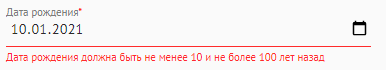 Дата рождения*
10.01.2021
Дата рождения должна быть не менее 10 и не более 100 лет назад